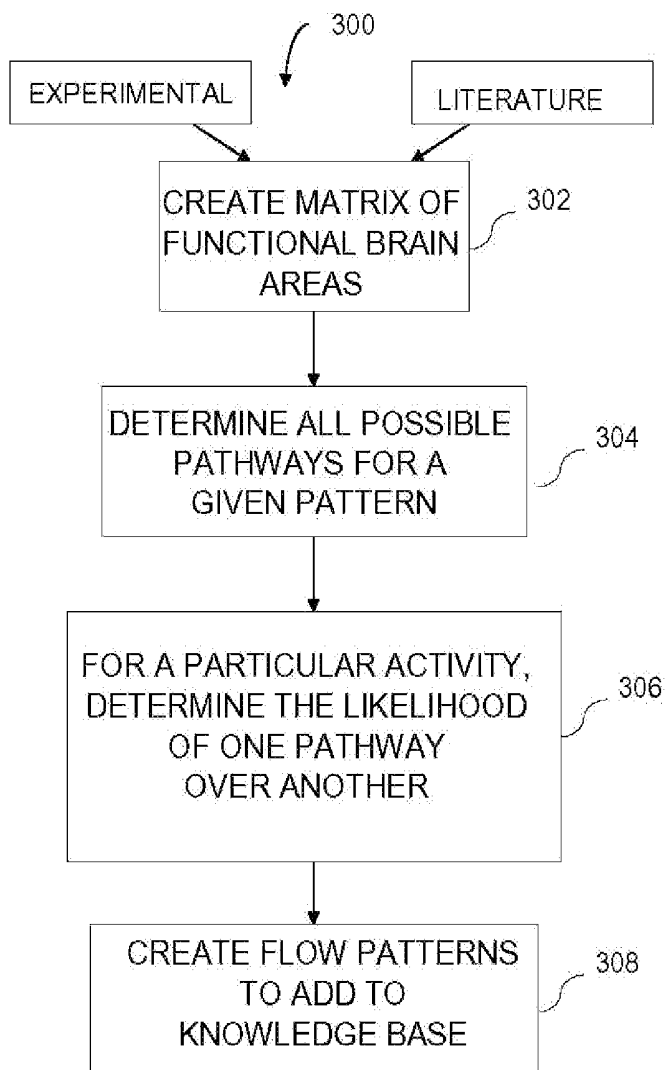 300
EXPERIMENTAL
LITERATURE
CREATE MATRIX OF
FUNCTIONAL BRAIN
AREAS
302
DETERMINE ALL POSSIBLE
PATHWAYS FOR A
GIVEN PATTERN
304
FOR A PARTICULAR ACTIVITY,
DETERMINE THE LIKELIHOOD
OF ONE PATHWAY
OVER ANOTHER
306
CREATE FLOW PATTERNS
TO ADD TO
KNOWLEDGE BASE
308